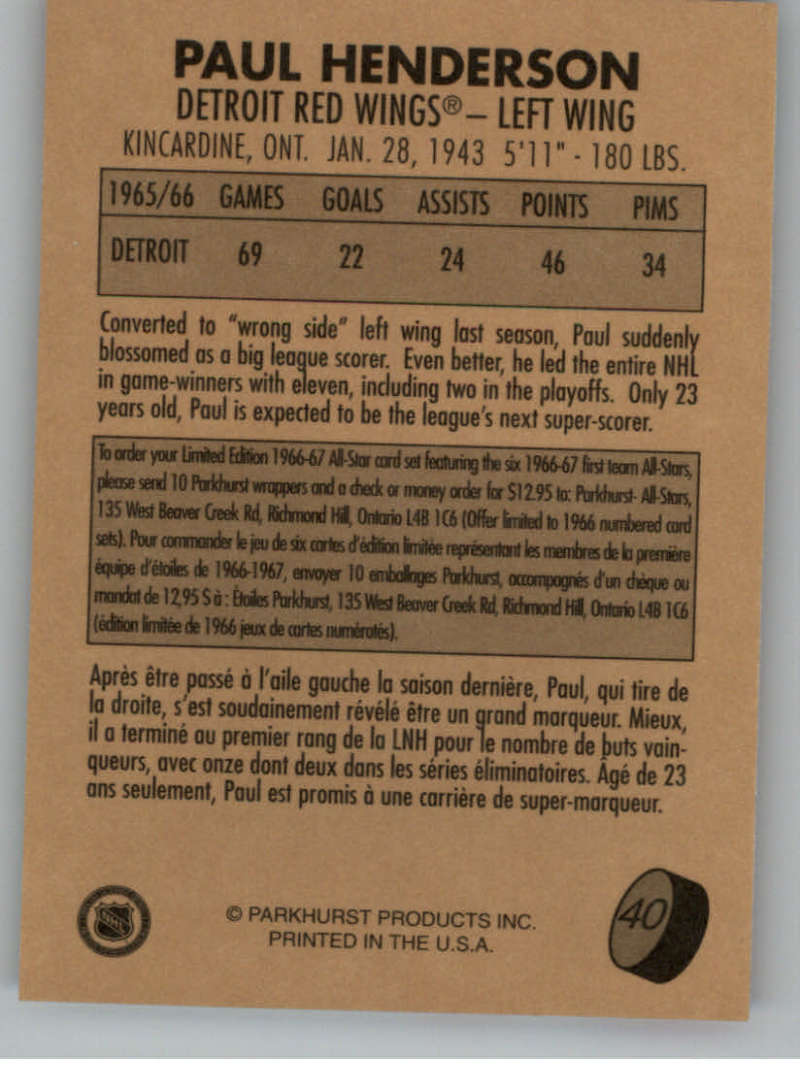 PAUL HENDERSON
DETROIT RED WINGS® – LEFT WING
KINCARDINE, ONT. JAN. 28, 1943 5'11" - 180 LBS.
1965/66 GAMES GOALS ASSISTS POINTS PIMS
DETROIT 69 22 24 46 34
Converted to "wrong side" left wing last season, Paul suddenly
blossomed as a big league scorer. Even better, he led the entire NHL
in game-winners with eleven, including two in the playoffs. Only 23
years old, Paul is expected to be the league's next super-scorer.
To order your Limited Edition 1966-67 All-Star card set featuring the six 1966-67 first team All-Stars,
please send 10 Parkhurst wrappers and a check or money order for $12.95 to: Parkhurst- All-Stars,
135 West Beaver Creek Rd, Richmond Hill, Ontario L4B 1C6 (Offer limited to 1966 numbered card
sets). Pour commander le jeu de six cartes d'édition limitée représentant les membres de la première
équipe d'étoiles de 1966-1967, envoyer 10 emballages Parkhurst, accompagnés d'un chèque ou
mandat de 12,95 $ à : Étoiles Parkhurst, 135 West Beaver Creek Rd, Richmond Hill, Ontario L4B 1C6
(édition limitée de 1966 jeux de cartes numérotés).
Après être passé à l'aile gauche la saison dernière, Paul, qui tire de
la droite, s'est soudainement révélé être un grand marqueur. Mieux,
il a terminé au premier rang de la LNH pour le nombre de buts vain-
queurs, avec onze dont deux dans les séries éliminatoires. Âgé de 23
ans seulement, Paul est promis à une carrière de super-marqueur.
© PARKHURST PRODUCTS INC.
PRINTED IN THE U.S.A.
40